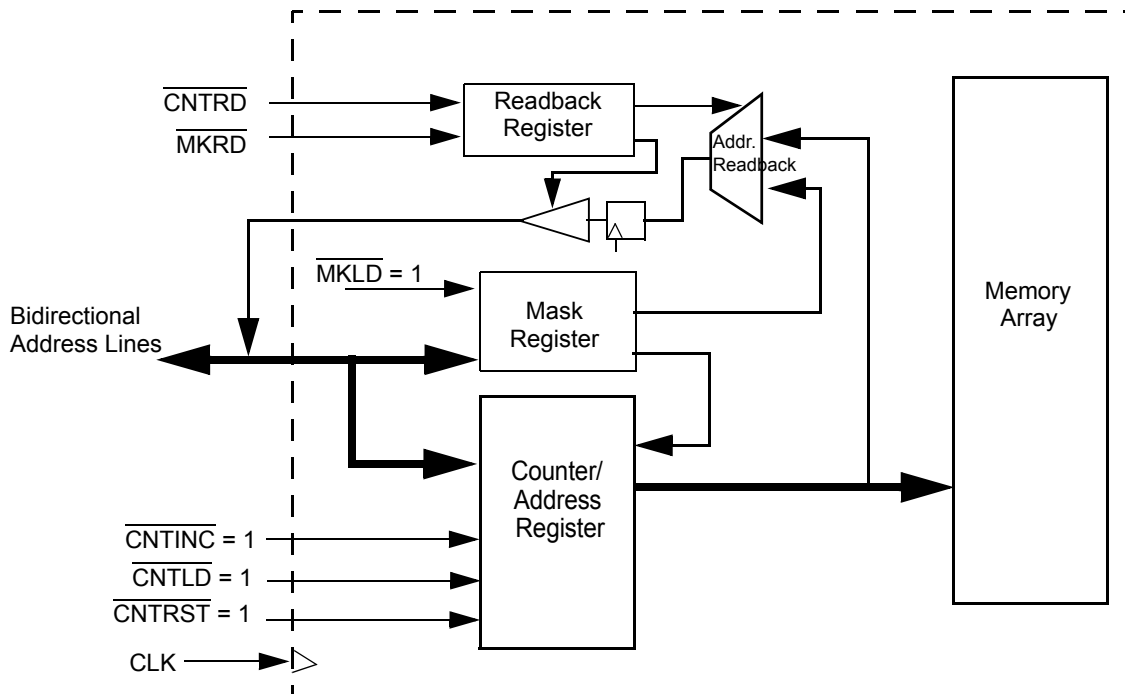 CNTRD
MKRD
Readback
Register
Addr.
Readback
MKLD = 1
Mask
Register
Memory
Array
Bidirectional
Address Lines
Counter/
Address
Register
CNTINC = 1
CNTLD = 1
CNTRST = 1
CLK